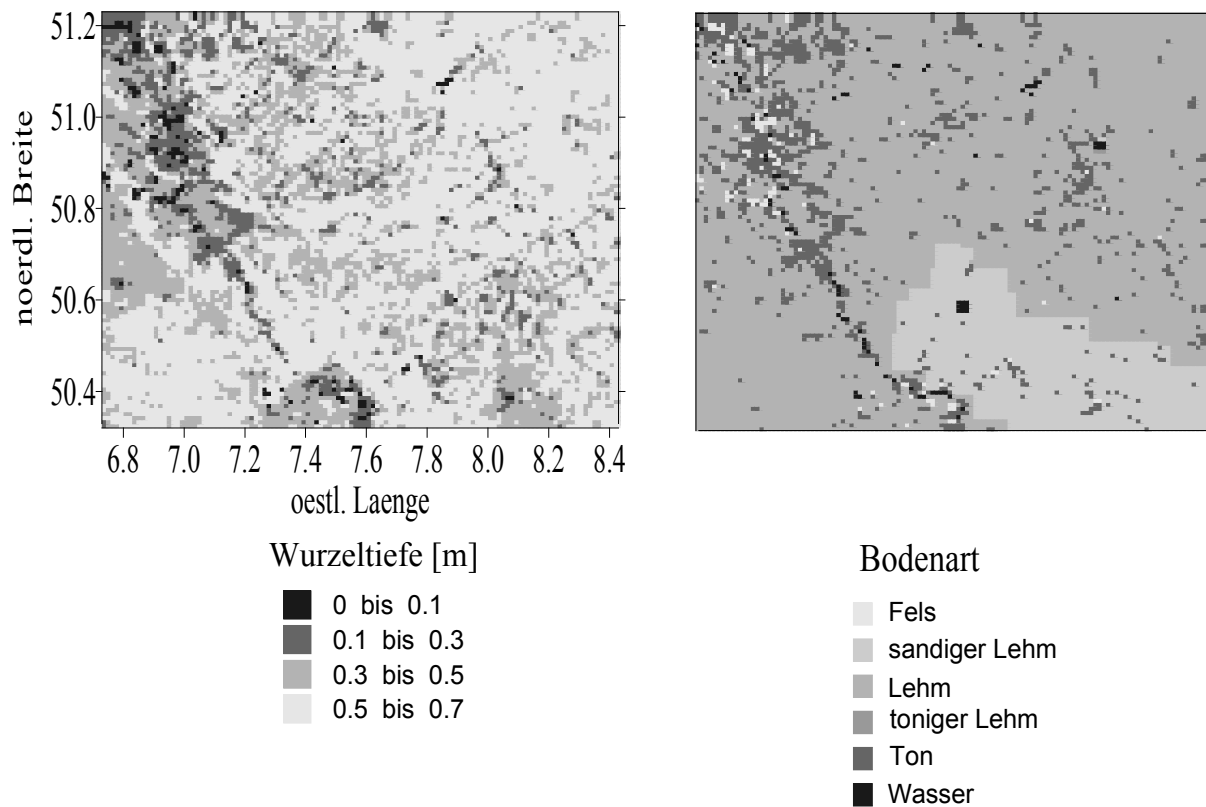 noerdl. Breite
51.2
51.0
50.8
50.6
50.4
6.8 7.0 7.2 7.4 7.6 7.8 8.0 8.2 8.4
oestl. Laenge
Wurzeltiefe [m]
0 bis 0.1
0.1 bis 0.3
0.3 bis 0.5
0.5 bis 0.7
Bodenart
Fels
sandiger Lehm
Lehm
toniger Lehm
Ton
Wasser